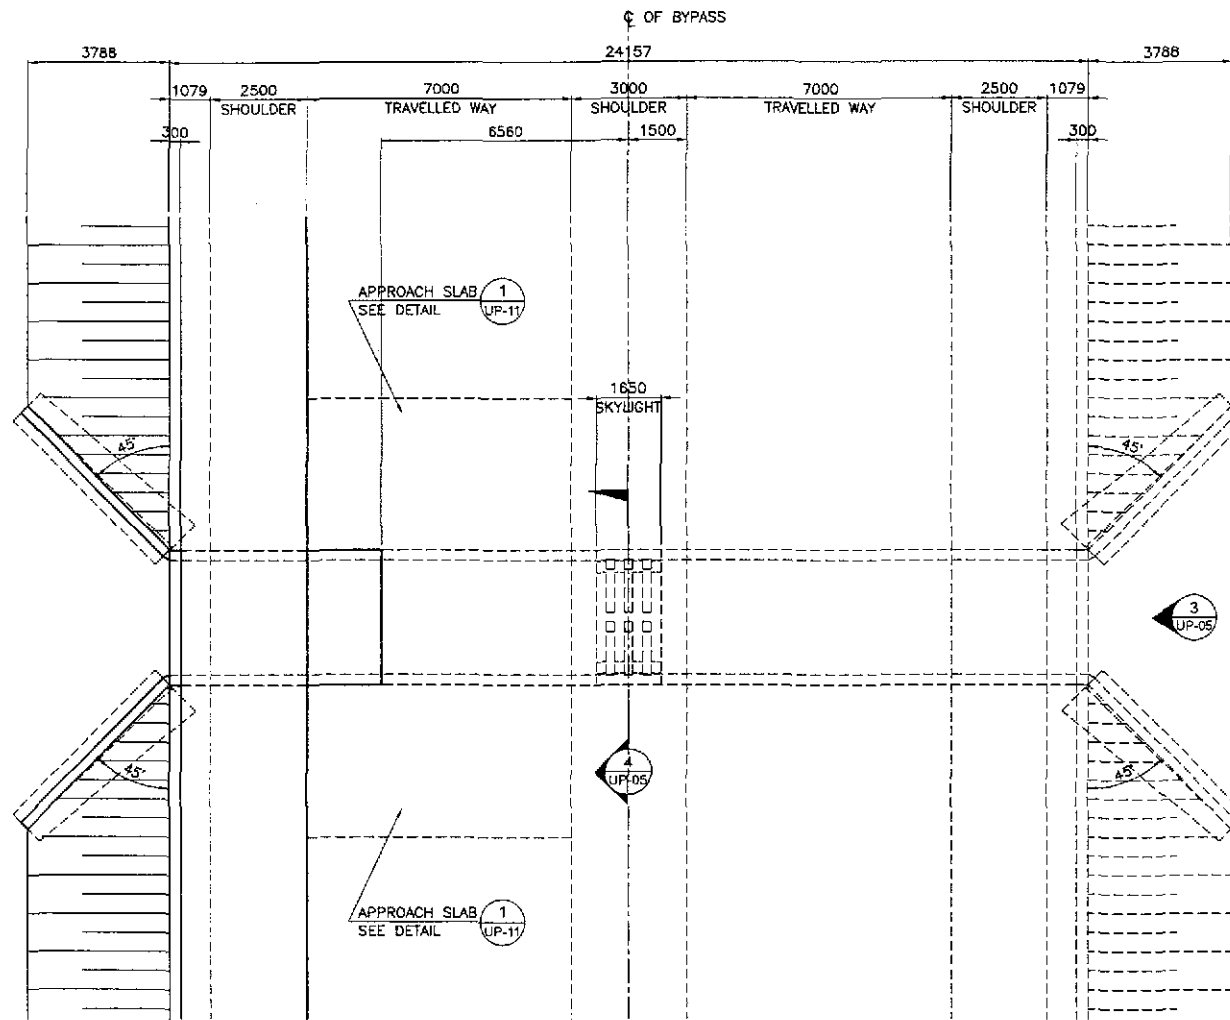 ℄ OF BYPASS
3788 24157 3788
1079 2500 7000 3000 7000 2500 1079
SHOULDER TRAVELLED WAY SHOULDER TRAVELLED WAY SHOULDER
300 6560 1500 300
APPROACH SLAB 1
SEE DETAIL UP-11
1650
SKYLIGHT
45° 45°
3
UP-05
4
UP-05
45° 45°
APPROACH SLAB 1
SEE DETAIL UP-11